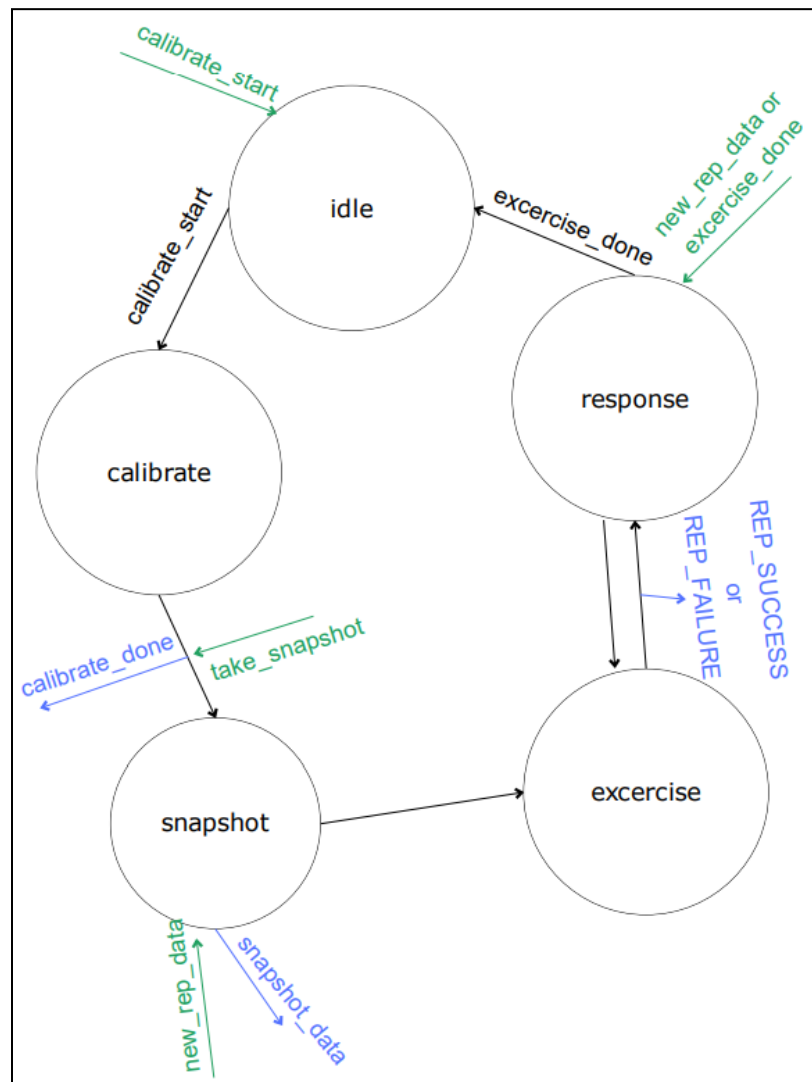 calibrate_start
idle
new_rep_data or
excercise_done
excercise_done
calibrate_start
response
calibrate
REP_SUCCESS
or
REP_FAILURE
take_snapshot
calibrate_done
excercise
snapshot
new_rep_data
snapshot_data